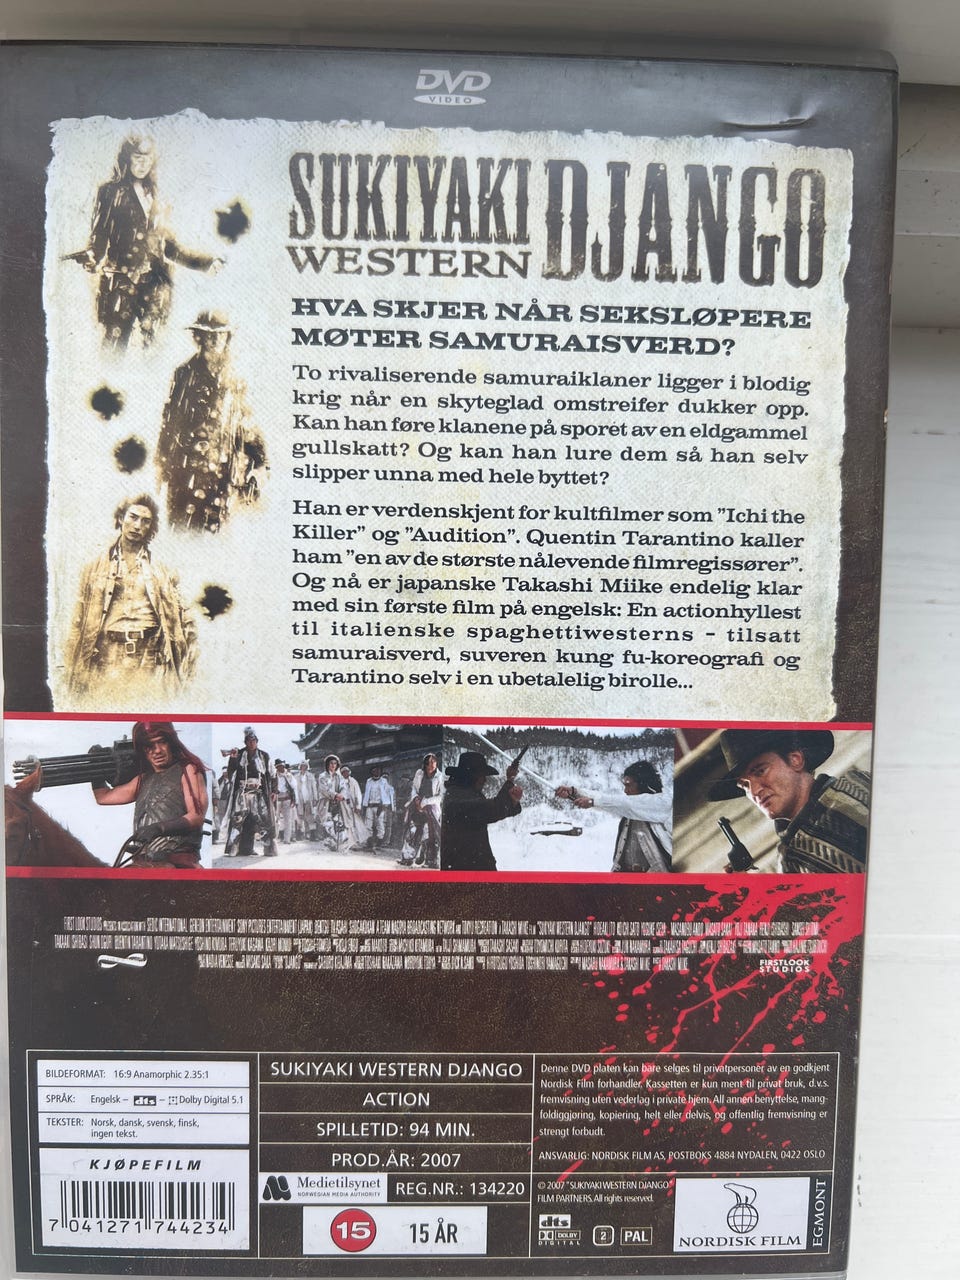 DVD
VIDEO
SUKIYAKI
WESTERN DJANGO
HVA SKJER NÅR SEKSLØPERE
MØTER SAMURAISVERD?
To rivaliserende samuraiklaner ligger i blodig
krig når en skyteglad omstreifer dukker opp.
Kan han føre klanene på sporet av en eldgammel
gullskatt? Og kan han lure dem så han selv
slipper unna med hele byttet?
Han er verdenskjent for kultfilmer som ”Ichi the
Killer” og ”Audition”. Quentin Tarantino kaller
ham ”en av de største nålevende filmregissører”.
Og nå er japanske Takashi Miike endelig klar
med sin første film på engelsk: En actionhyllest
til italienske spaghettiwesterns – tilsatt
samuraisverd, suveren kung fu-koreografi og
Tarantino selv i en ubetalelig birolle...
FIRST LOOK STUDIOS
FIRSTLOOK
STUDIOS
BILDEFORMAT: 16:9 Anamorphic 2.35:1
SPRÅK: Engelsk – dts – Dolby Digital 5.1
TEKSTER: Norsk, dansk, svensk, finsk,
ingen tekst.
KJØPEFILM
7 041271 744234
SUKIYAKI WESTERN DJANGO
ACTION
SPILLETID: 94 MIN.
PROD.ÅR: 2007
Medietilsynet
NORWEGIAN MEDIA AUTHORITY
REG.NR.: 134220
15 15 ÅR
Denne DVD platen kan bare selges til privatpersoner av en godkjent
Nordisk Film forhandler. Kassetten er kun ment til privat bruk, d.v.s.
fremvisning uten vederlag i private hjem. All annen benyttelse, mang-
foldiggjøring, kopiering, helt eller delvis, og offentlig fremvisning er
strengt forbudt.
ANSVARLIG: NORDISK FILM AS, POSTBOKS 4884 NYDALEN, 0422 OSLO
© 2007 "SUKIYAKI WESTERN DJANGO"
FILM PARTNERS. All rights reserved.
dts
DOLBY
DIGITAL
2 PAL
NORDISK FILM
EGMONT